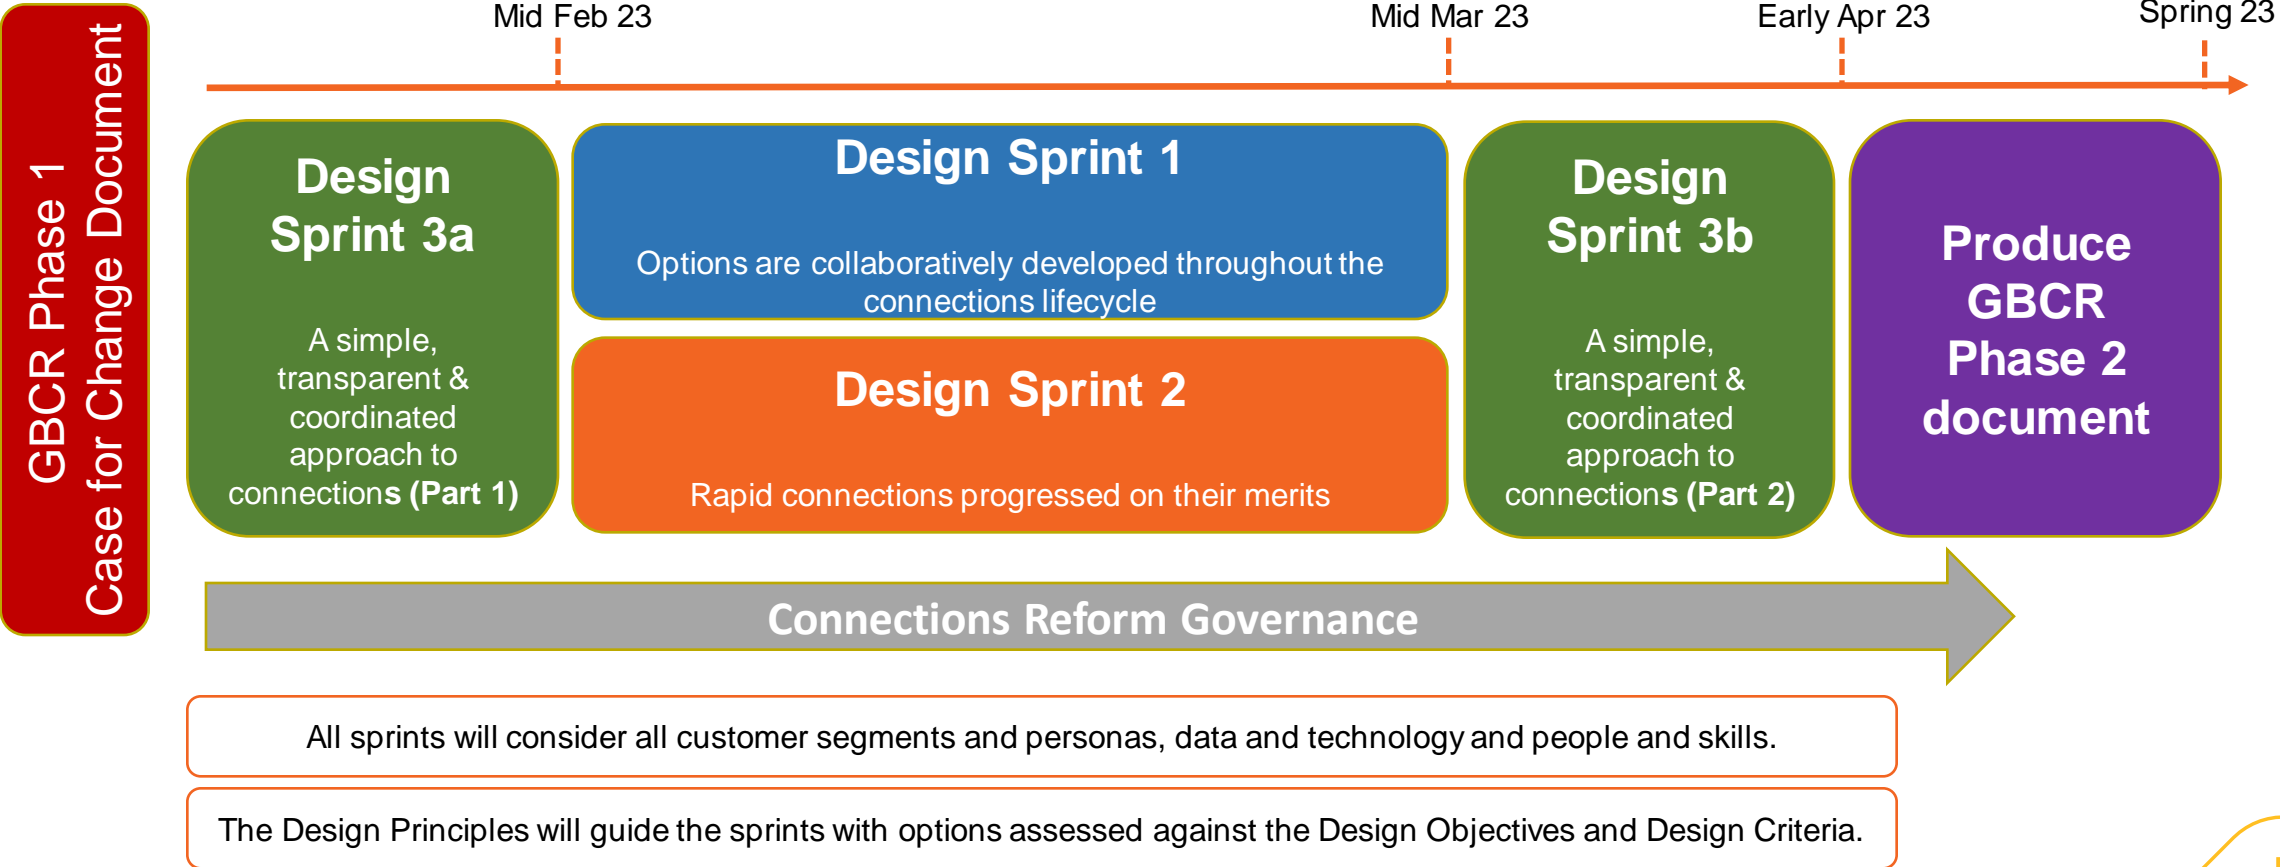 GBCR Phase 1
Case for Change Document
Mid Feb 23
Mid Mar 23
Early Apr 23
Spring 23
Design
Sprint 3a
A simple,
transparent &
coordinated
approach to
connections (Part 1)
Design Sprint 1
Options are collaboratively developed throughout the
connections lifecycle
Design Sprint 2
Rapid connections progressed on their merits
Design
Sprint 3b
A simple,
transparent &
coordinated
approach to
connections (Part 2)
Produce
GBCR
Phase 2
document
Connections Reform Governance
All sprints will consider all customer segments and personas, data and technology and people and skills.
The Design Principles will guide the sprints with options assessed against the Design Objectives and Design Criteria.